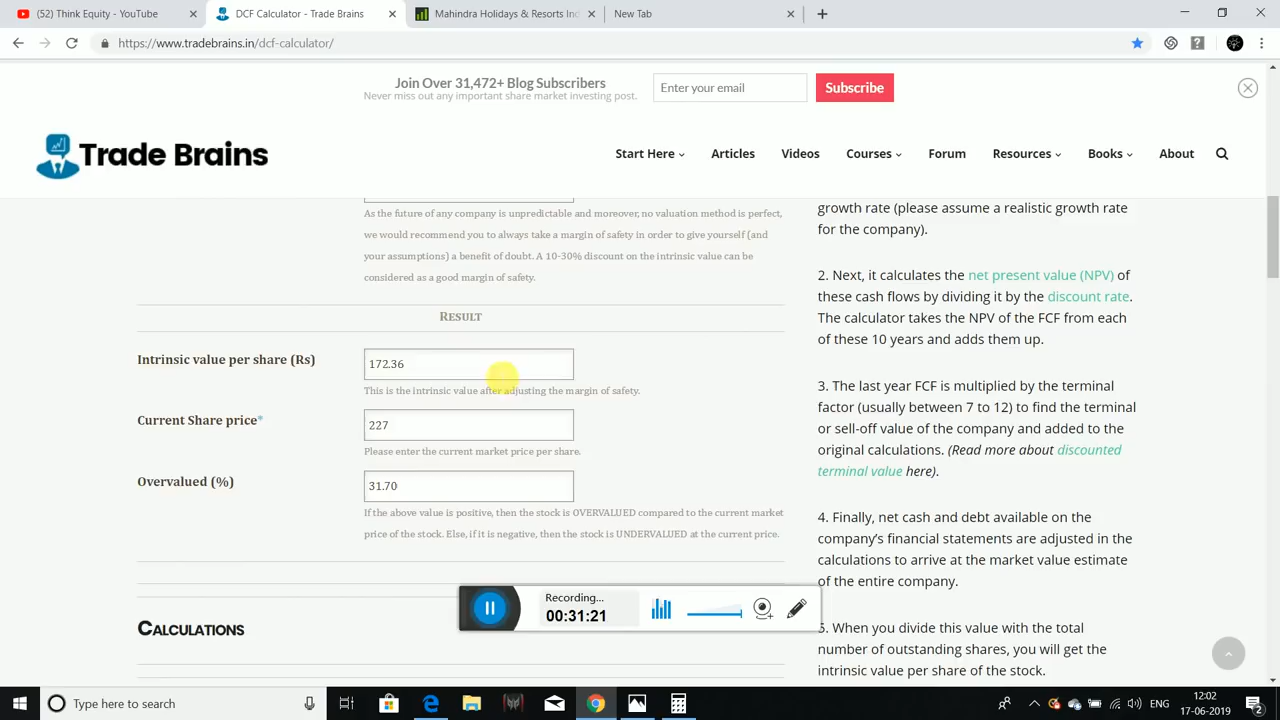 (52) Think Equity - YouTube
DCF Calculator - Trade Brains
Mahindra Holidays & Resorts Ind
New Tab
https://www.tradebrains.in/dcf-calculator/
Join Over 31,472+ Blog Subscribers
Never miss out any important share market investing post.
Enter your email
Subscribe
Trade Brains
Start Here
Articles
Videos
Courses
Forum
Resources
Books
About
As the future of any company is unpredictable and moreover, no valuation method is perfect,
we would recommend you to always take a margin of safety in order to give yourself (and
your assumptions) a benefit of doubt. A 10-30% discount on the intrinsic value can be
considered as a good margin of safety.
RESULT
Intrinsic value per share (Rs)
172.36
This is the intrinsic value after adjusting the margin of safety.
Current Share price*
227
Please enter the current market price per share.
Overvalued (%)
31.70
If the above value is positive, then the stock is OVERVALUED compared to the current market
price of the stock. Else, if it is negative, then the stock is UNDERVALUED at the current price.
CALCULATIONS
growth rate (please assume a realistic growth rate
for the company).
2. Next, it calculates the net present value (NPV) of
these cash flows by dividing it by the discount rate.
The calculator takes the NPV of the FCF from each
of these 10 years and adds them up.
3. The last year FCF is multiplied by the terminal
factor (usually between 7 to 12) to find the terminal
or sell-off value of the company and added to the
original calculations. (Read more about discounted
terminal value here).
4. Finally, net cash and debt available on the
company's financial statements are adjusted in the
calculations to arrive at the market value estimate
of the entire company.
5. When you divide this value with the total
number of outstanding shares, you will get the
intrinsic value per share of the stock.
Recording...
00:31:21
Type here to search
12:02
17-06-2019
2